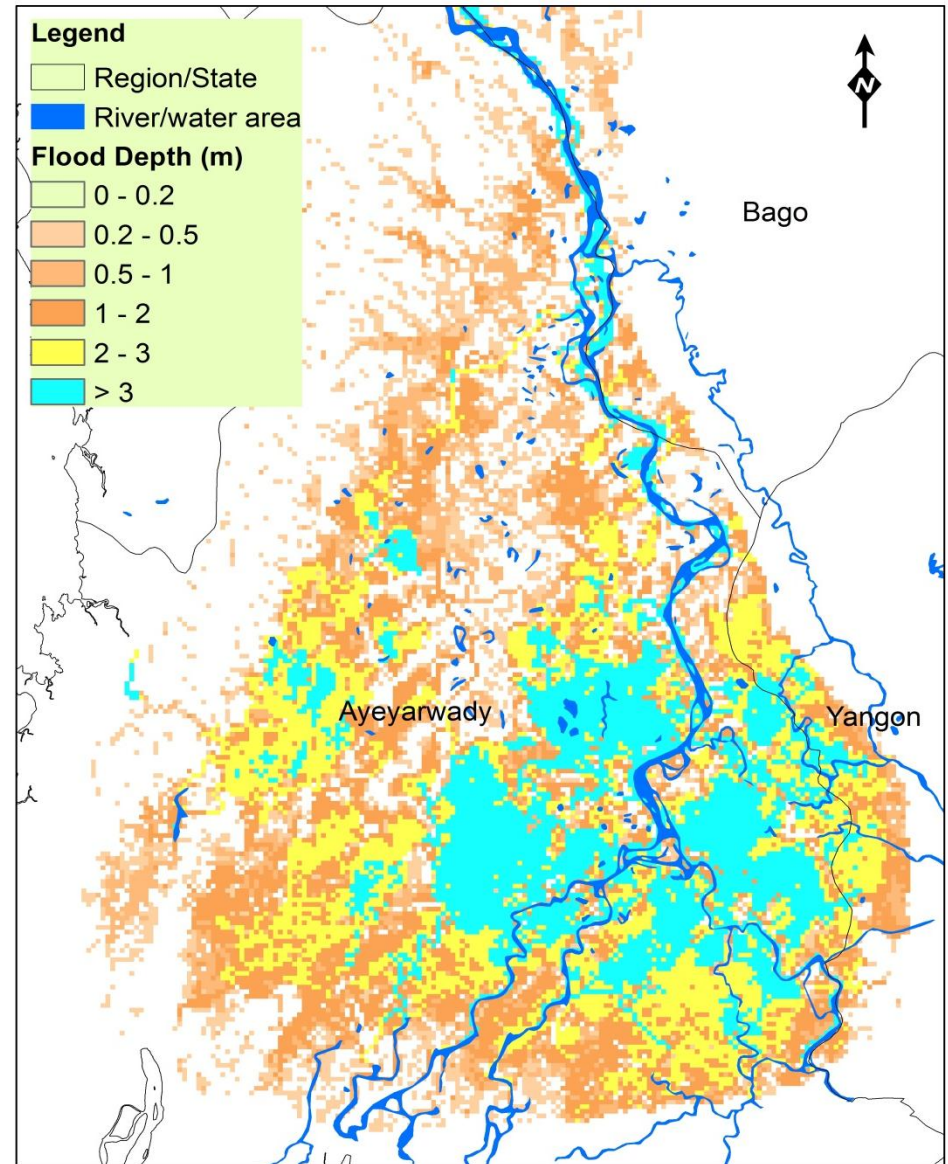 Legend
Region/State
River/water area
Flood Depth (m)
0 - 0.2
0.2 - 0.5
0.5 - 1
1 - 2
2 - 3
> 3
N
Bago
Ayeyarwady
Yangon